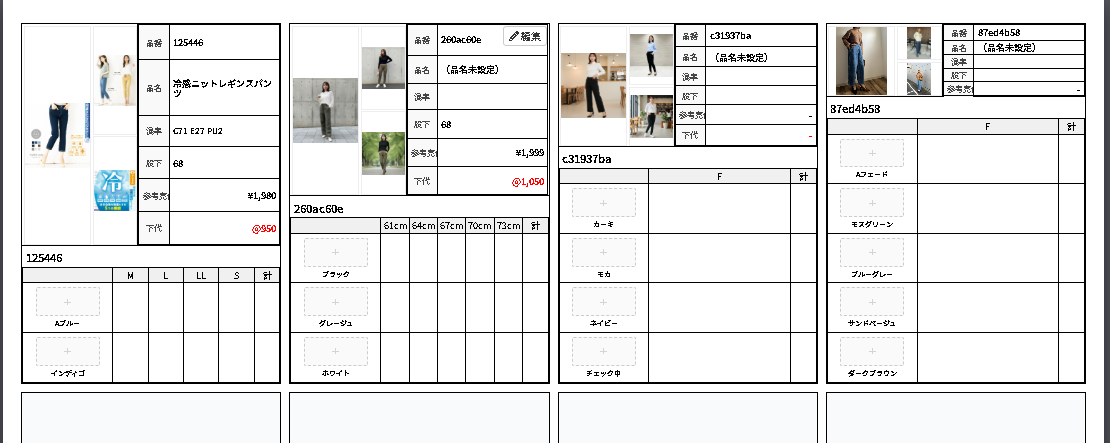 品番 125446
品名 冷感ニットレギンスパンツ
混率 C71 E27 PU2
股下 68
参考売価 ¥1,980
下代 @950
125446
M L LL S 計
+
Aブルー
+
インディゴ
品番 260ac60e
編集
品名 (品名未設定)
混率
股下 68
参考売 ¥1,999
下代 @1,050
260ac60e
61cm 64cm 67cm 70cm 73cm 計
+
ブラック
+
グレージュ
+
ホワイト
品番 c31937ba
品名 (品名未設定)
混率
股下
参考売 -
下代 -
c31937ba
F 計
+
カーキ
+
モカ
+
ネイビー
+
チェック中
品番 87ed4b58
品名 (品名未設定)
混率
股下
参考売 -
87ed4b58
F 計
+
Aフェード
+
モスグリーン
+
ブルーグレー
+
サンドベージュ
+
ダークブラウン
冷